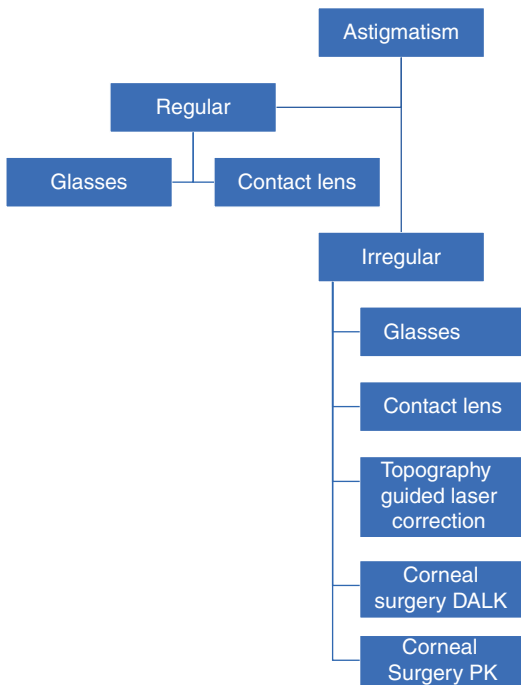 Astigmatism
Regular
Glasses
Contact lens
Irregular
Glasses
Contact lens
Topography
guided laser
correction
Corneal
surgery DALK
Corneal
Surgery PK